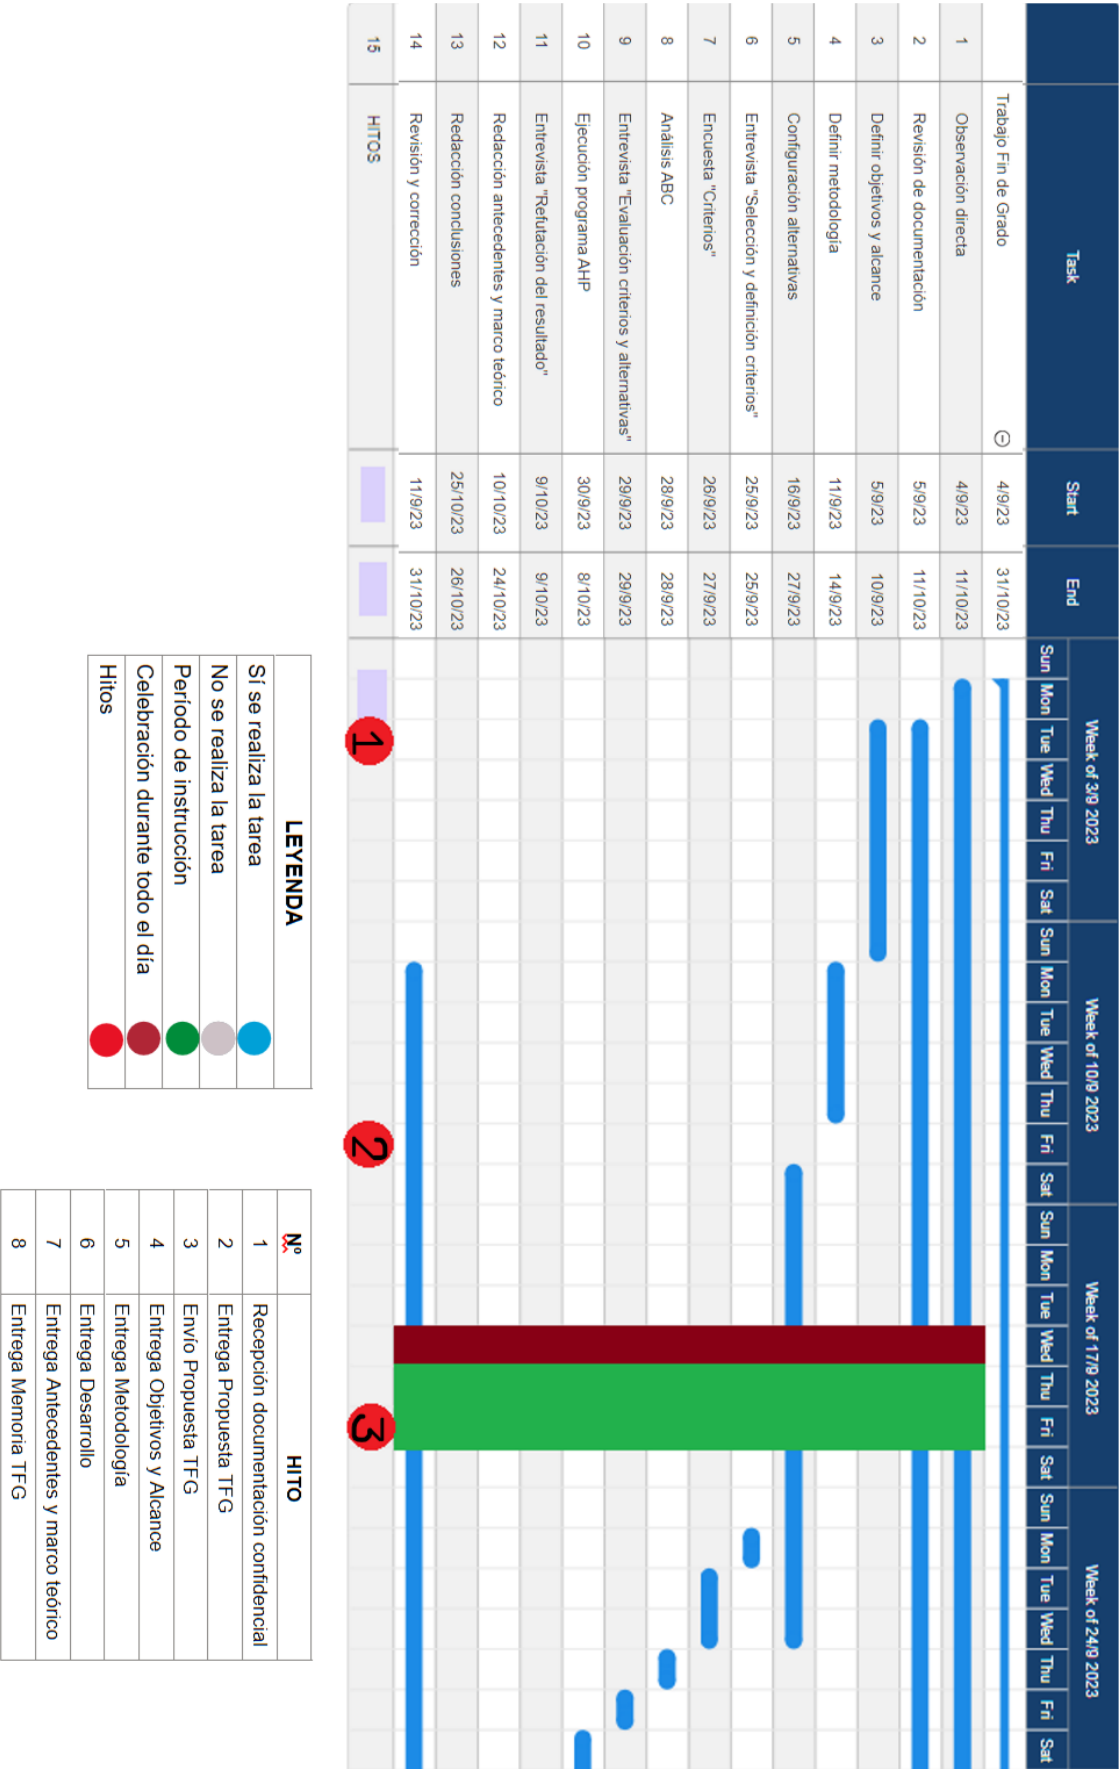 Task Start End Week of 3/9 2023 Week of 10/9 2023 Week of 17/9 2023 Week of 24/9 2023
Sun Mon Tue Wed Thu Fri Sat Sun Mon Tue Wed Thu Fri Sat Sun Mon Tue Wed Thu Fri Sat Sun Mon Tue Wed Thu Fri Sat
Trabajo Fin de Grado 4/9/23 31/10/23
1 Observación directa 4/9/23 11/10/23
2 Revisión de documentación 5/9/23 11/10/23
3 Definir objetivos y alcance 5/9/23 10/9/23
4 Definir metodología 11/9/23 14/9/23
5 Configuración alternativas 16/9/23 27/9/23
6 Entrevista "Selección y definición criterios" 25/9/23 25/9/23
7 Encuesta "Criterios" 26/9/23 27/9/23
8 Análisis ABC 28/9/23 28/9/23
9 Entrevista "Evaluación criterios y alternativas" 29/9/23 29/9/23
10 Ejecución programa AHP 30/9/23 8/10/23
11 Entrevista "Refutación del resultado" 9/10/23 9/10/23
12 Redacción antecedentes y marco teórico 10/10/23 24/10/23
13 Redacción conclusiones 25/10/23 26/10/23
14 Revisión y corrección 11/9/23 31/10/23
15 HITOS
1 2 3
LEYENDA
Sí se realiza la tarea
No se realiza la tarea
Período de instrucción
Celebración durante todo el día
Hitos
Nº HITO
1 Recepción documentación confidencial
2 Entrega Propuesta TFG
3 Envío Propuesta TFG
4 Entrega Objetivos y Alcance
5 Entrega Metodología
6 Entrega Desarrollo
7 Entrega Antecedentes y marco teórico
8 Entrega Memoria TFG